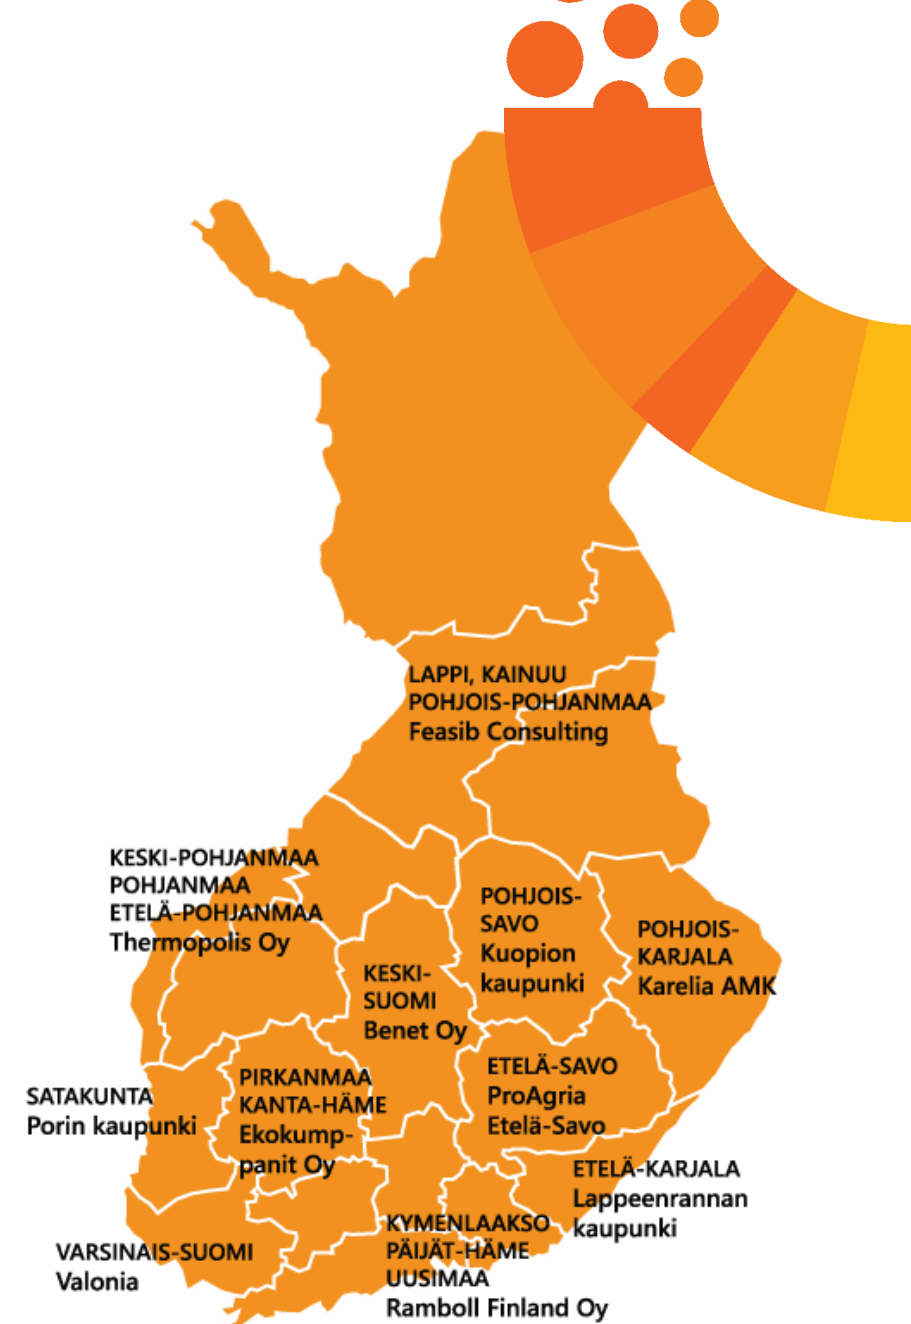 LAPPI, KAINUU
POHJOIS-POHJANMAA
Feasib Consulting
KESKI-POHJANMAA
POHJANMAA
ETELÄ-POHJANMAA
Thermopolis Oy
POHJOIS-
SAVO
Kuopion
kaupunki
POHJOIS-
KARJALA
Karelia AMK
KESKI-
SUOMI
Benet Oy
ETELÄ-SAVO
ProAgria
Etelä-Savo
PIRKANMAA
KANTA-HÄME
Ekokump-
panit Oy
SATAKUNTA
Porin kaupunki
ETELÄ-KARJALA
Lappeenrannan
kaupunki
KYMENLAAKSO
PÄIJÄT-HÄME
UUSIMAA
Ramboll Finland Oy
VARSINAIS-SUOMI
Valonia